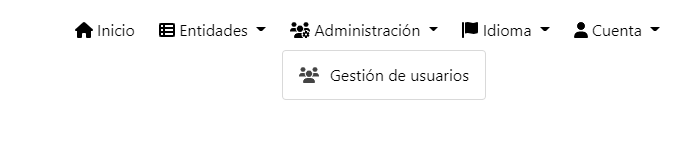 Inicio Entidades Administración Idioma Cuenta
Gestión de usuarios